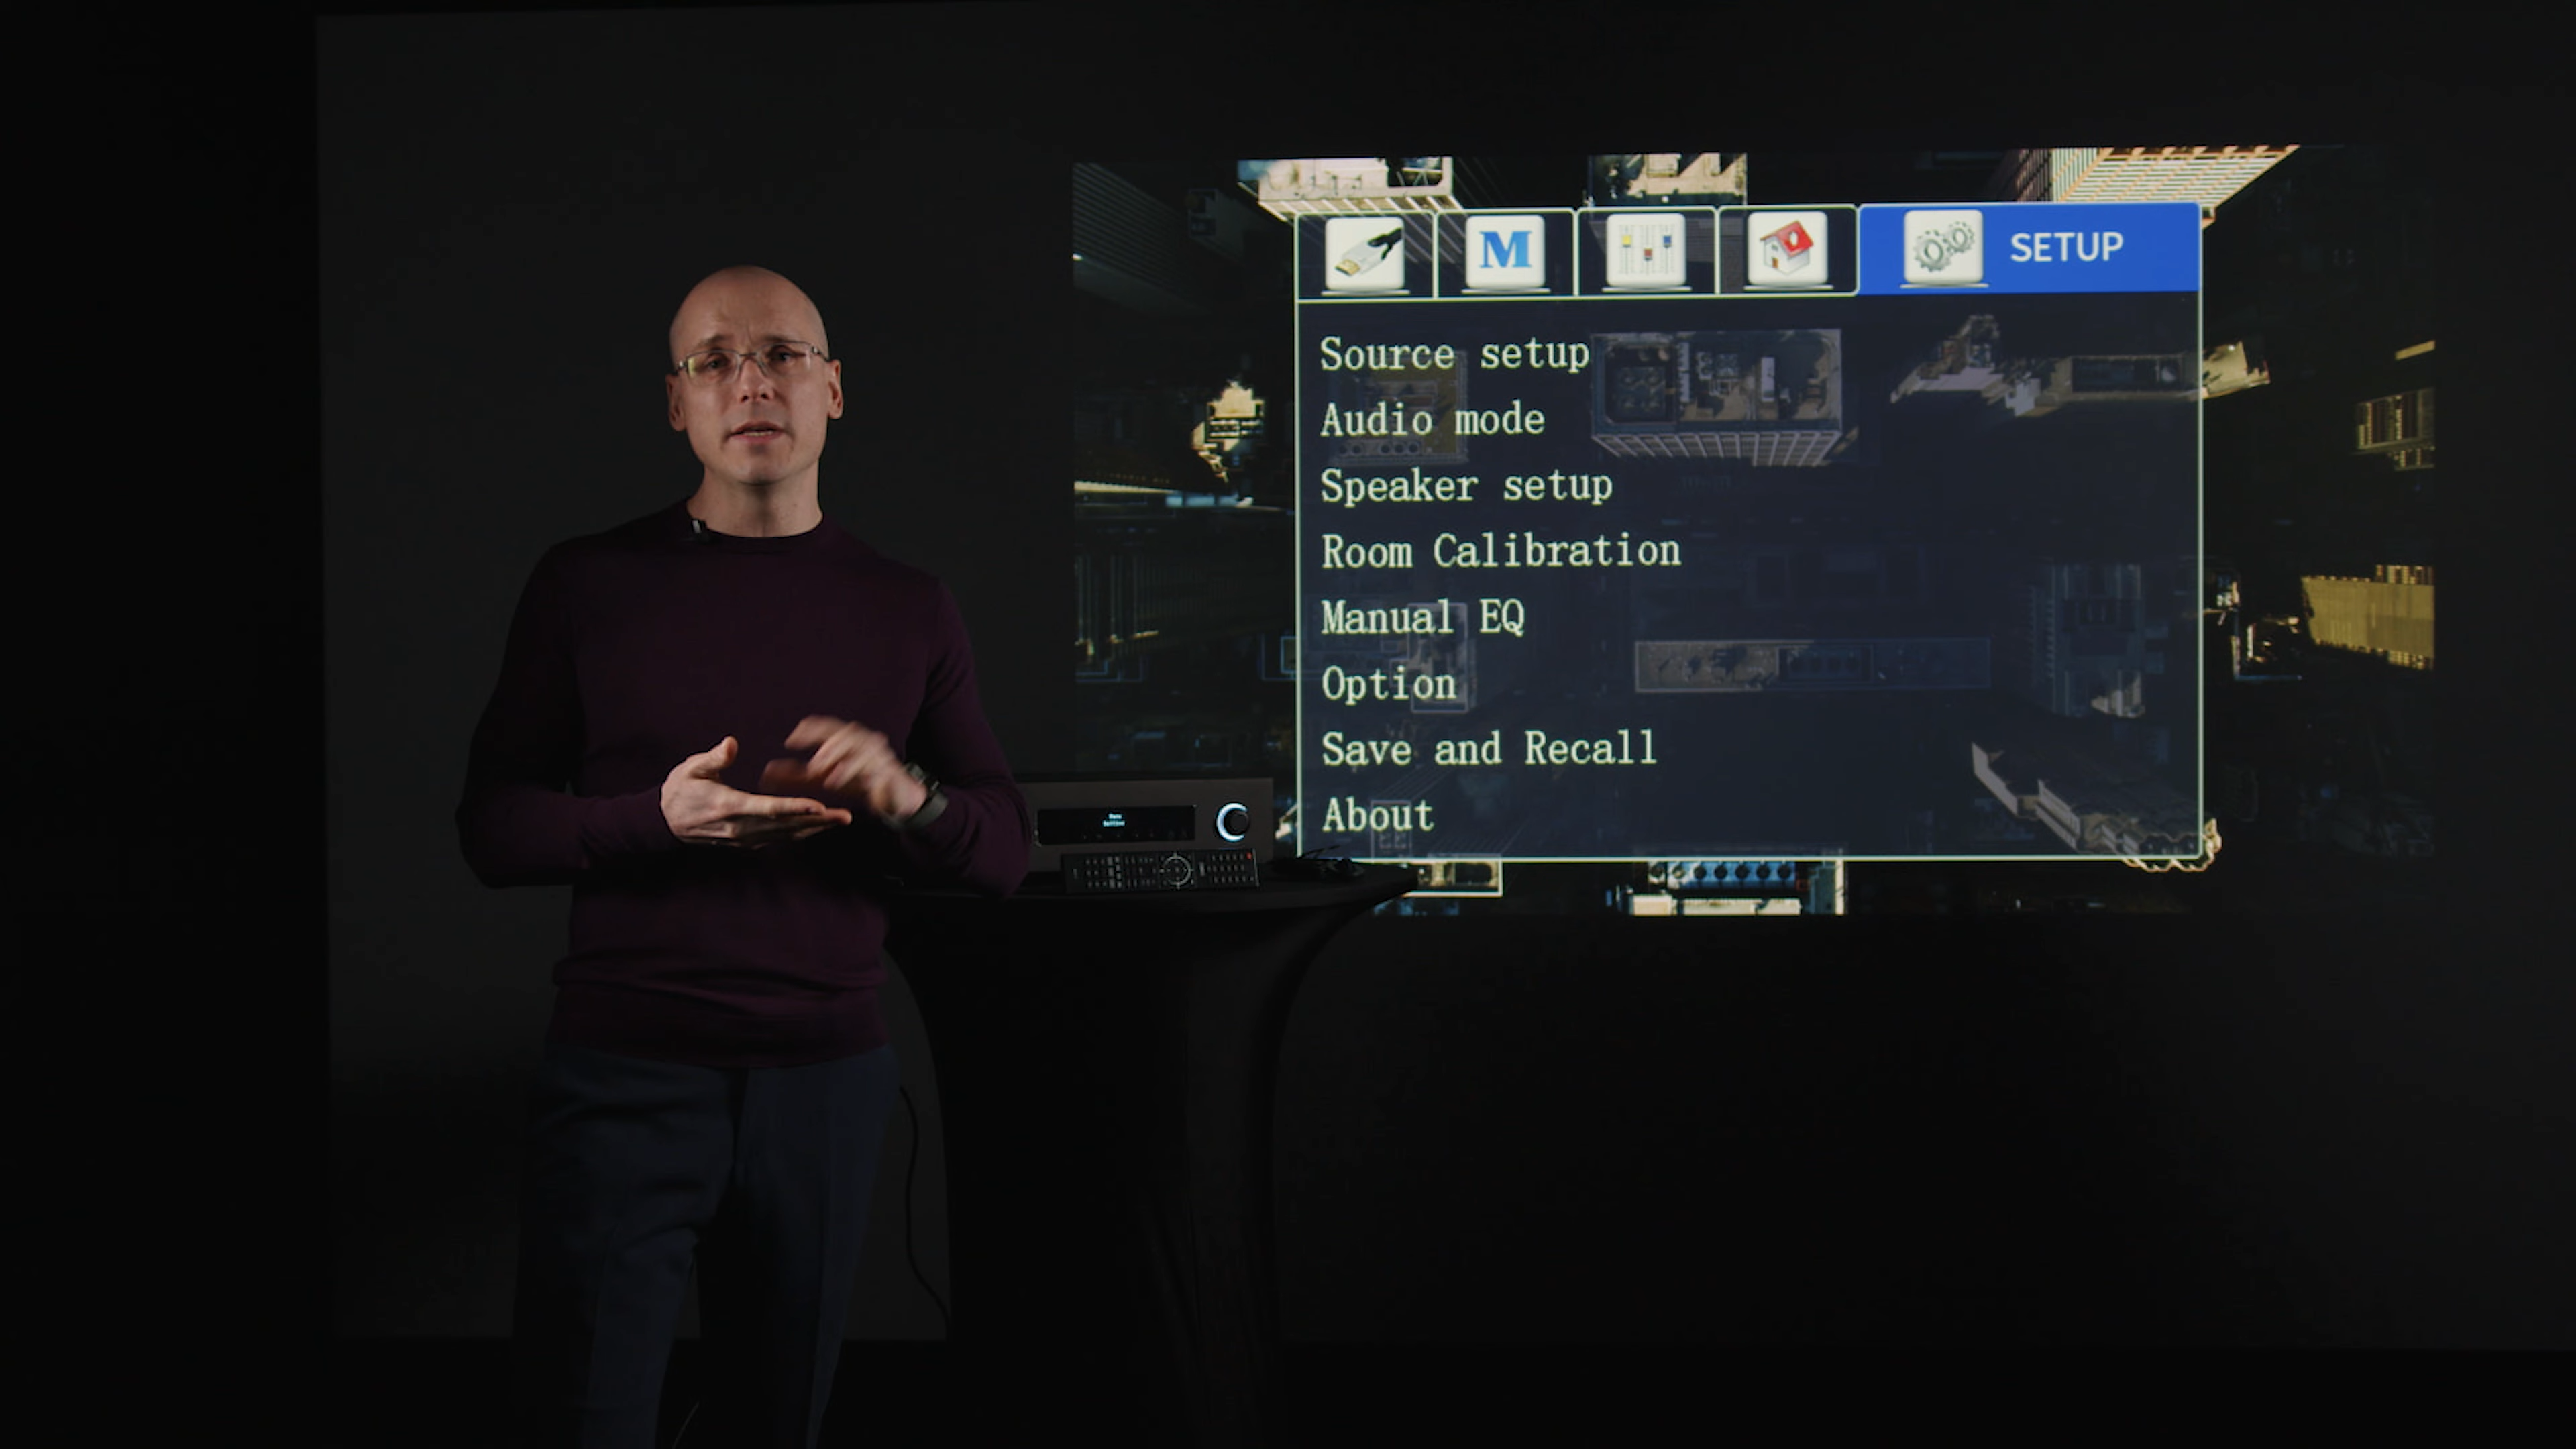 M
SETUP
Source setup
Audio mode
Speaker setup
Room Calibration
Manual EQ
Option
Save and Recall
About